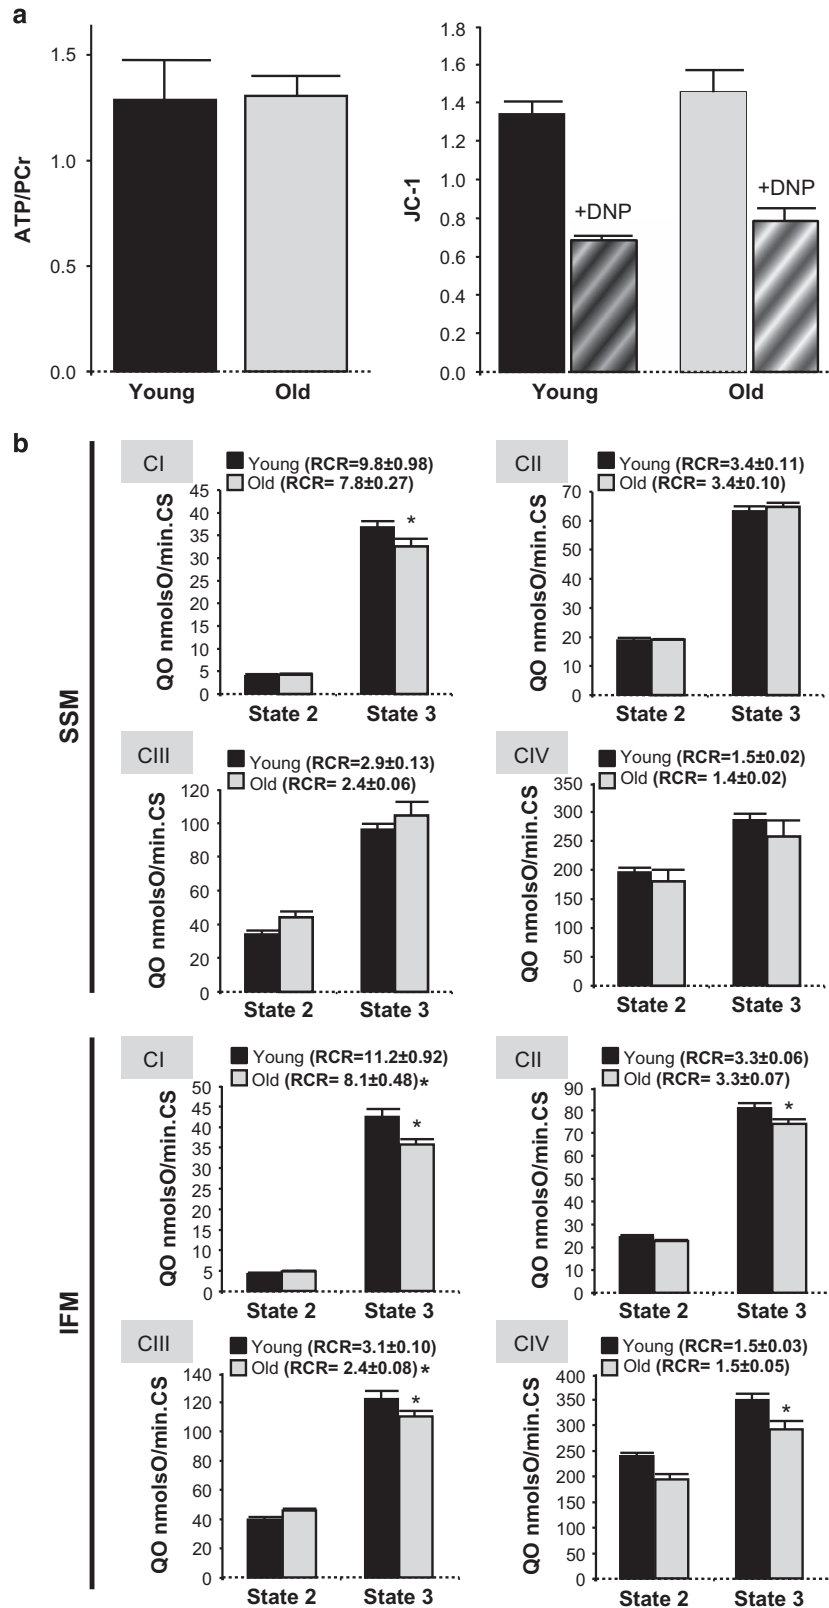 a
ATP/PCr
1.5
1.0
0.5
0.0
Young Old
JC-1
1.8
1.6
1.4
1.2
1.0
0.8
0.6
0.4
0.2
0.0
+DNP
+DNP
Young Old
b
SSM
CI
Young (RCR=9.8±0.98)
Old (RCR= 7.8±0.27)
QO nmolsO/min.CS
45
40
35
30
25
20
15
10
5
0
*
State 2 State 3
CII
Young (RCR=3.4±0.11)
Old (RCR= 3.4±0.10)
QO nmolsO/min.CS
70
60
50
40
30
20
10
0
State 2 State 3
CIII
Young (RCR=2.9±0.13)
Old (RCR= 2.4±0.06)
QO nmolsO/min.CS
120
100
80
60
40
20
0
State 2 State 3
CIV
Young (RCR=1.5±0.02)
Old (RCR= 1.4±0.02)
QO nmolsO/min.CS
350
300
250
200
150
100
50
0
State 2 State 3
IFM
CI
Young (RCR=11.2±0.92)
Old (RCR= 8.1±0.48)*
QO nmolsO/min.CS
50
45
40
35
30
25
20
15
10
5
0
*
State 2 State 3
CII
Young (RCR=3.3±0.06)
Old (RCR= 3.3±0.07)
QO nmolsO/min.CS
90
80
70
60
50
40
30
20
10
0
*
State 2 State 3
CIII
Young (RCR=3.1±0.10)
Old (RCR= 2.4±0.08)*
QO nmolsO/min.CS
140
120
100
80
60
40
20
0
*
State 2 State 3
CIV
Young (RCR=1.5±0.03)
Old (RCR= 1.5±0.05)
QO nmolsO/min.CS
400
350
300
250
200
150
100
50
0
*
State 2 State 3